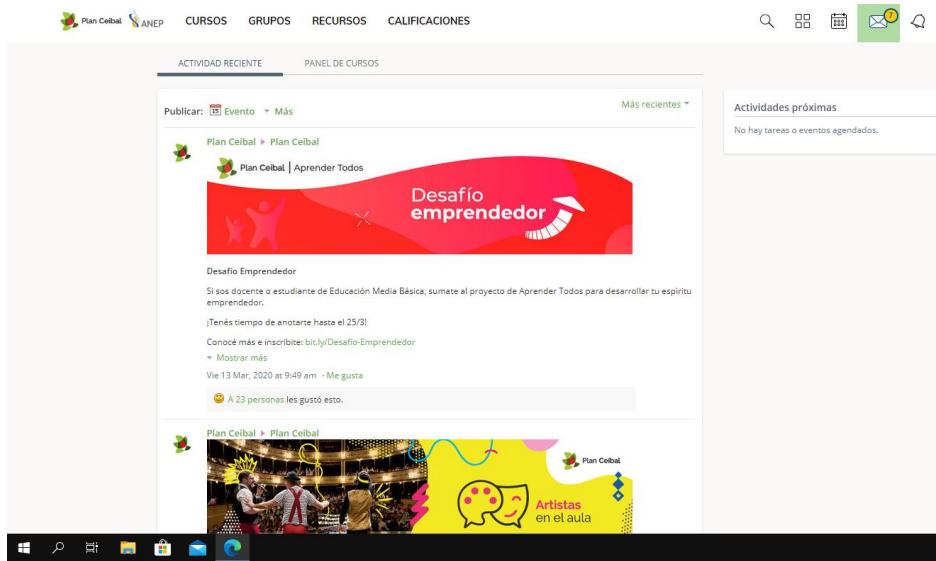 Plan Ceibal ANEP CURSOS GRUPOS RECURSOS CALIFICACIONES 7
ACTIVIDAD RECIENTE PANEL DE CURSOS
Publicar: 15 Evento Más Más recientes
Plan Ceibal Plan Ceibal
Plan Ceibal | Aprender Todos
Desafío
emprendedor
Desafío Emprendedor
Si sos docente o estudiante de Educación Media Básica, sumate al proyecto de Aprender Todos para desarrollar tu espíritu
emprendedor.
¡Tenés tiempo de anotarte hasta el 25/3!
Conocé más e inscribite: bit.ly/Desafío-Emprendedor
Mostrar más
Vie 13 Mar, 2020 at 9:49 am · Me gusta
A 23 personas les gustó esto.
Plan Ceibal Plan Ceibal
Plan Ceibal
Artistas
en el aula
Actividades próximas
No hay tareas o eventos agendados.